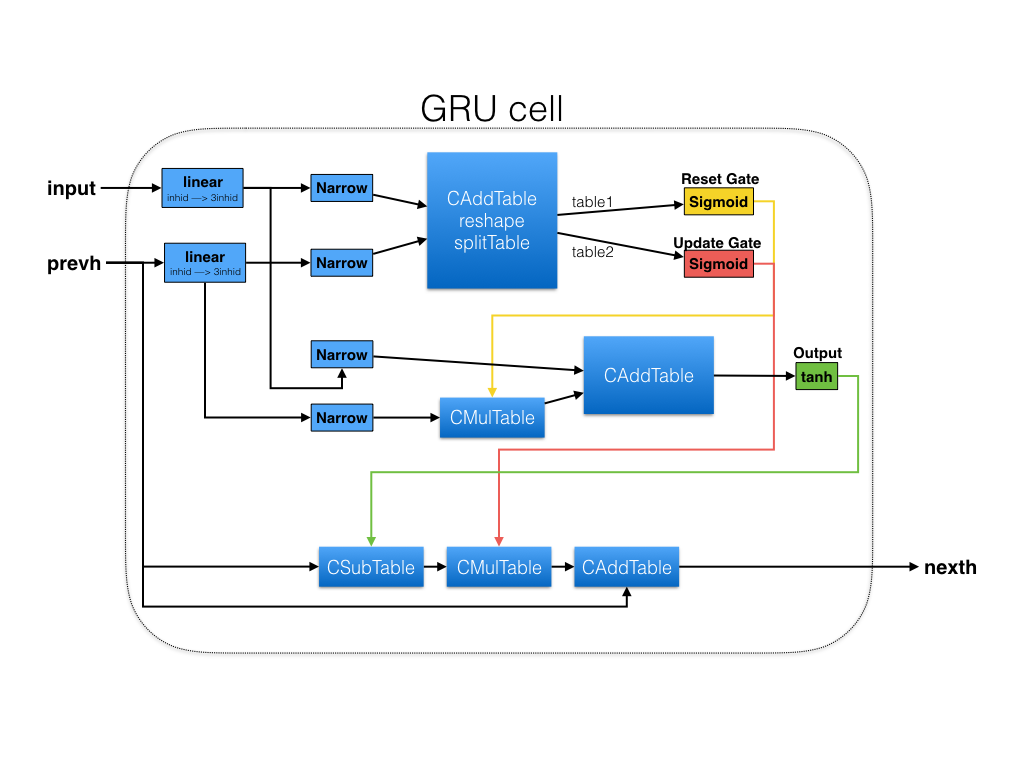 GRU cell
input
linear
inhid —> 3inhid
Narrow
CAddTable
reshape
splitTable
table1
Reset Gate
Sigmoid
prevh
linear
inhid —> 3inhid
Narrow
table2
Update Gate
Sigmoid
Narrow
CAddTable
Output
tanh
Narrow
CMulTable
CSubTable
CMulTable
CAddTable
nexth